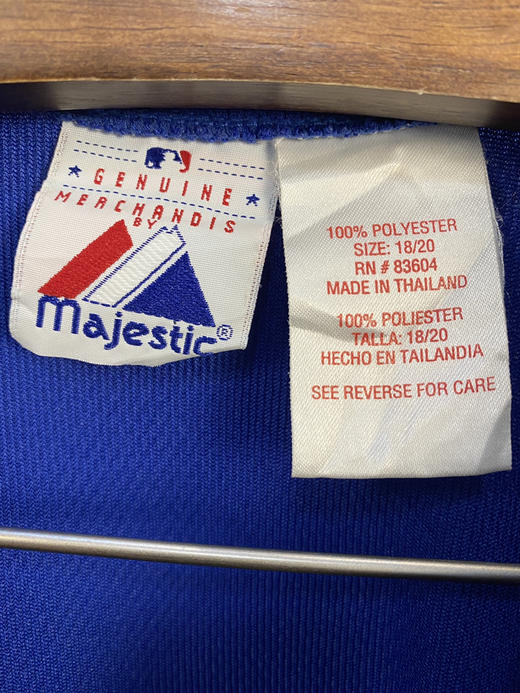 GENUINE
MERCHANDIS
BY
Majestic®
100% POLYESTER
SIZE: 18/20
RN # 83604
MADE IN THAILAND
100% POLIESTER
TALLA: 18/20
HECHO EN TAILANDIA
SEE REVERSE FOR CARE